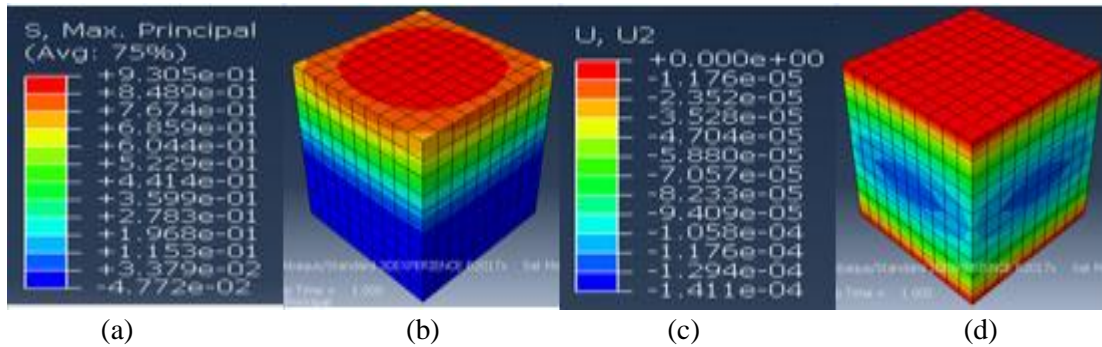 S, Max. Principal
(Avg: 75%)
+9.305e-01
+8.489e-01
+7.674e-01
+6.859e-01
+6.044e-01
+5.229e-01
+4.414e-01
+3.599e-01
+2.783e-01
+1.968e-01
+1.153e-01
+3.379e-02
-4.772e-02
U, U2
+0.000e+00
-1.176e-05
-2.352e-05
-3.528e-05
-4.704e-05
-5.880e-05
-7.057e-05
-8.233e-05
-9.409e-05
-1.058e-04
-1.176e-04
-1.294e-04
-1.411e-04
(a)
(b)
(c)
(d)